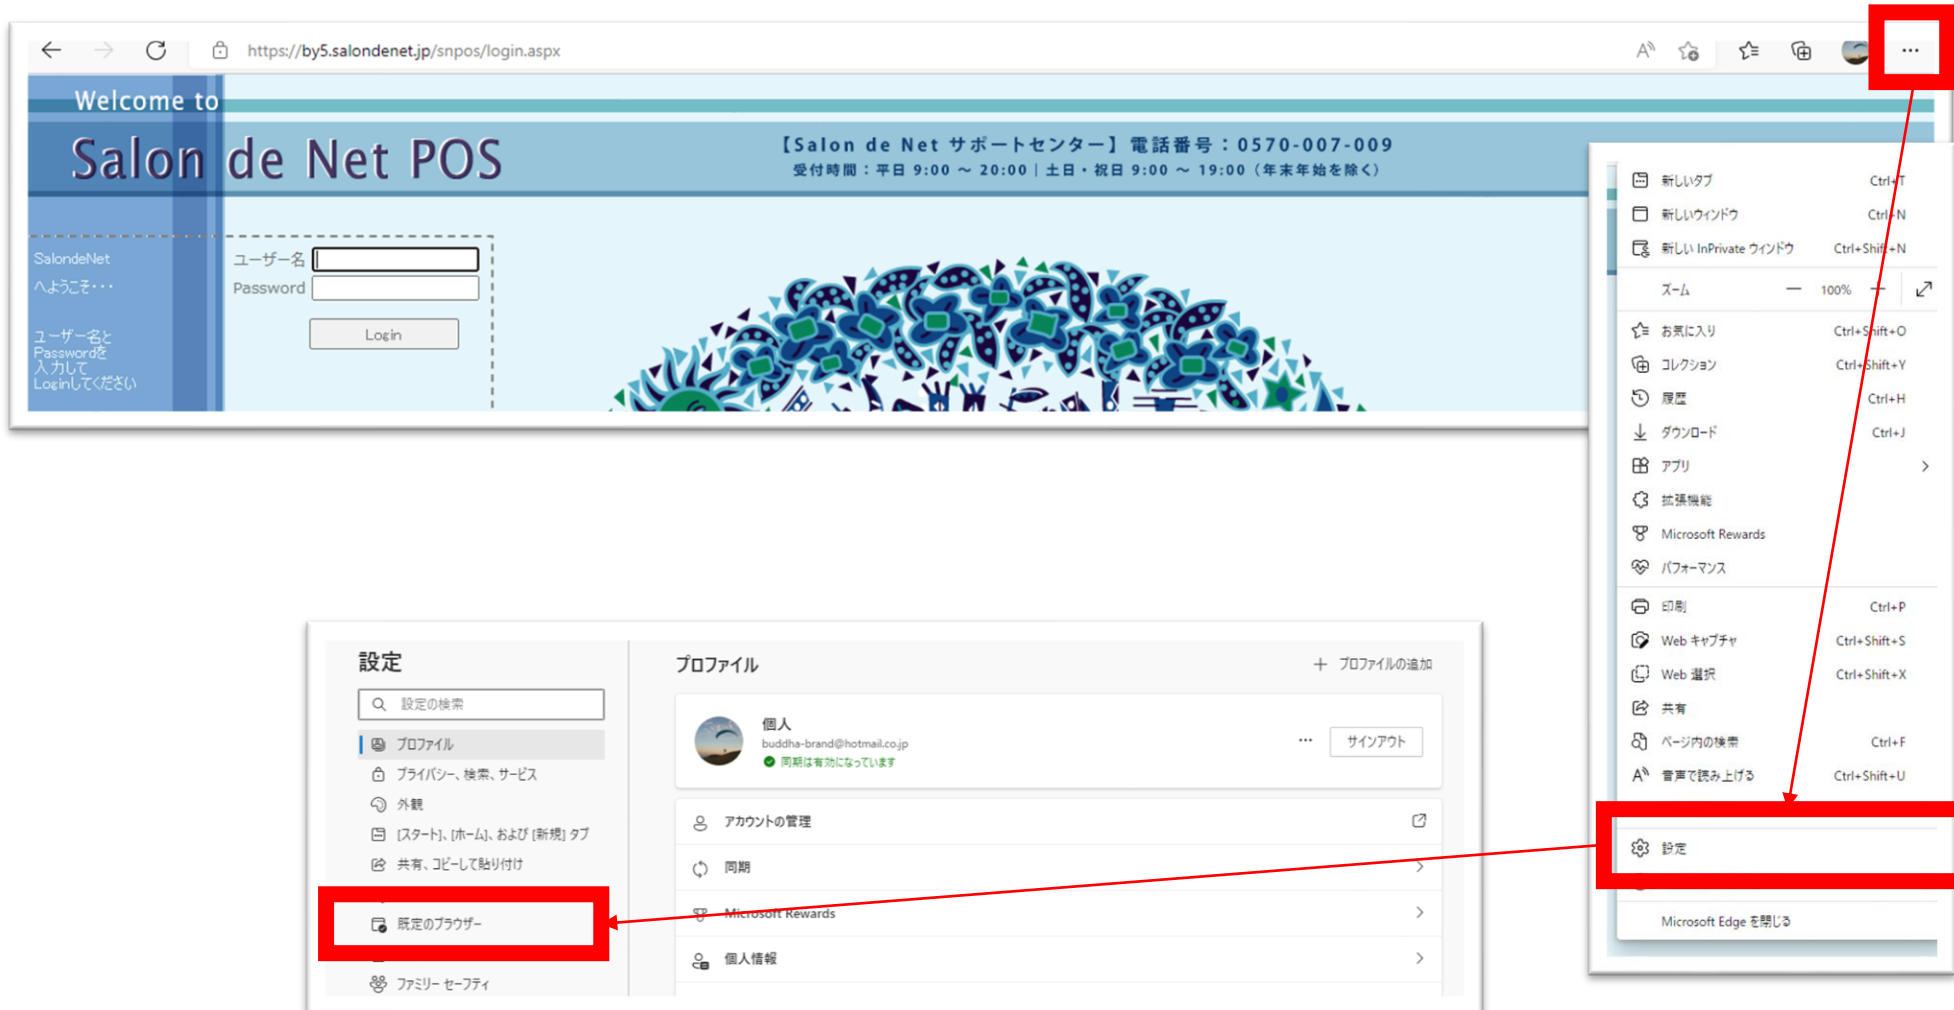 https://by5.salondenet.jp/snpos/login.aspx
Welcome to
Salon de Net POS
【Salon de Net サポートセンター】電話番号：0570-007-009
受付時間：平日 9:00 ～ 20:00 | 土日・祝日 9:00 ～ 19:00（年末年始を除く）
SalondeNet
へようこそ・・・
ユーザー名と
Passwordを
入力して
Loginしてください
ユーザー名
Password
Login
新しいタブ Ctrl+T
新しいウィンドウ Ctrl+N
新しい InPrivate ウィンドウ Ctrl+Shift+N
ズーム 100%
お気に入り Ctrl+Shift+O
コレクション Ctrl+Shift+Y
履歴 Ctrl+H
ダウンロード Ctrl+J
アプリ
拡張機能
Microsoft Rewards
パフォーマンス
印刷 Ctrl+P
Web キャプチャ Ctrl+Shift+S
Web 選択 Ctrl+Shift+X
共有
ページ内の検索 Ctrl+F
音声で読み上げる Ctrl+Shift+U
設定
Microsoft Edge を閉じる
設定
設定の検索
プロファイル
プライバシー、検索、サービス
外観
[スタート]、[ホーム]、および [新規] タブ
共有、コピーして貼り付け
既定のブラウザー
ファミリー セーフティ
プロファイル
プロファイルの追加
個人
buddha-brand@hotmail.co.jp
同期は有効になっています
サインアウト
アカウントの管理
同期
Microsoft Rewards
個人情報